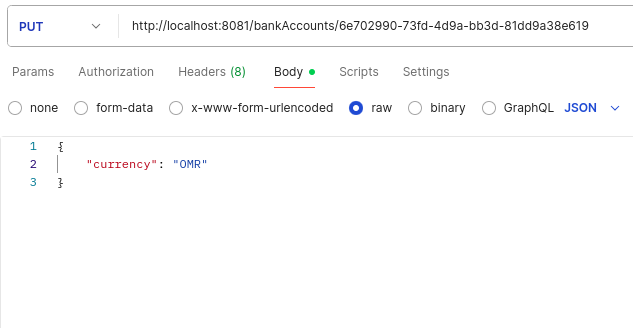 PUT http://localhost:8081/bankAccounts/6e702990-73fd-4d9a-bb3d-81dd9a38e619
Params Authorization Headers (8) Body Scripts Settings
none form-data x-www-form-urlencoded raw binary GraphQL JSON
1 {
2 "currency": "OMR"
3 }